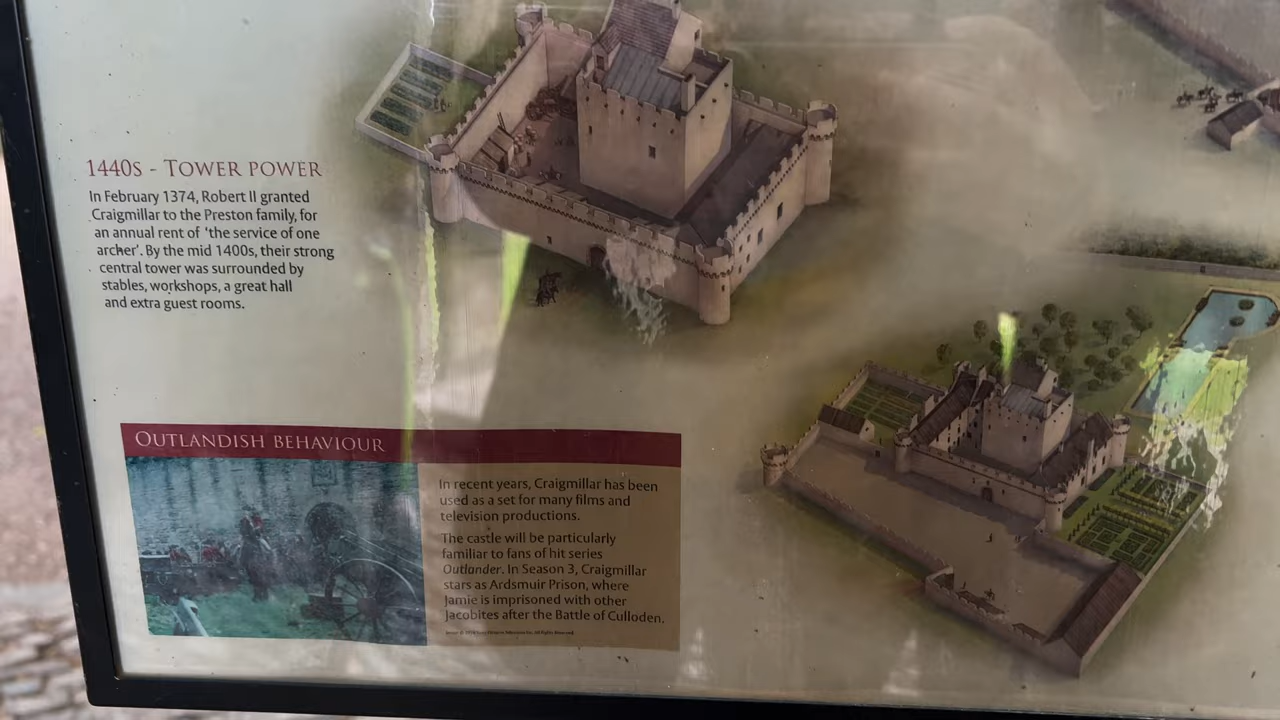 1440s - Tower power
In February 1374, Robert II granted
Craigmillar to the Preston family, for
an annual rent of 'the service of one
archer'. By the mid 1400s, their strong
central tower was surrounded by
stables, workshops, a great hall
and extra guest rooms.
Outlandish behaviour
In recent years, Craigmillar has been
used as a set for many films and
television productions.
The castle will be particularly
familiar to fans of hit series
Outlander. In Season 3, Craigmillar
stars as Ardsmuir Prison, where
Jamie is imprisoned with other
Jacobites after the Battle of Culloden.